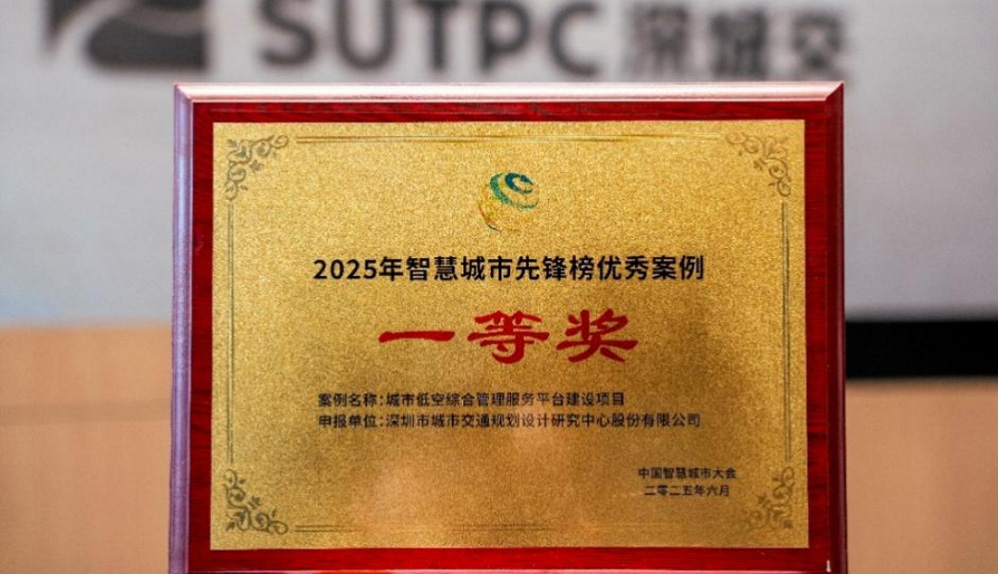 SUTPC 深城交
2025年智慧城市先锋榜优秀案例
一等奖
案例名称:城市低空综合管理服务平台建设项目
申报单位:深圳市城市交通规划设计研究中心股份有限公司
中国智慧城市大会
二零二五年六月